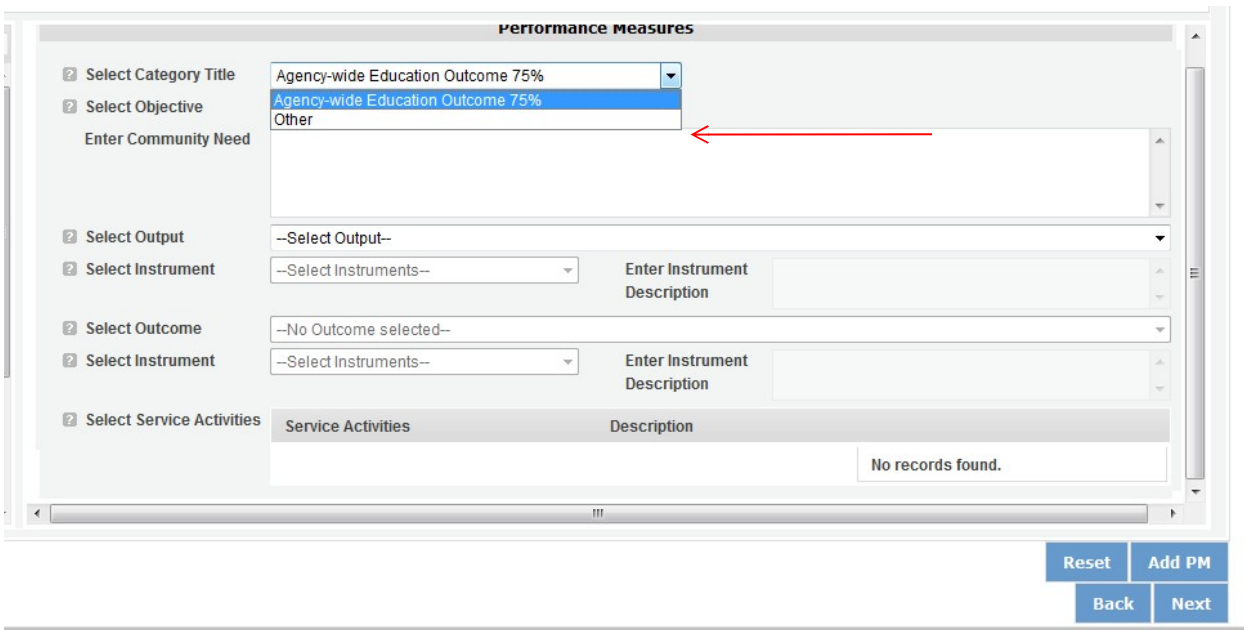 Performance Measures
Select Category Title Agency-wide Education Outcome 75%
Agency-wide Education Outcome 75%
Select Objective
Other
Enter Community Need
Select Output --Select Output--
Select Instrument --Select Instruments-- Enter Instrument
Description
Select Outcome --No Outcome selected--
Select Instrument --Select Instruments-- Enter Instrument
Description
Select Service Activities Service Activities Description
No records found.
Reset Add PM
Back Next